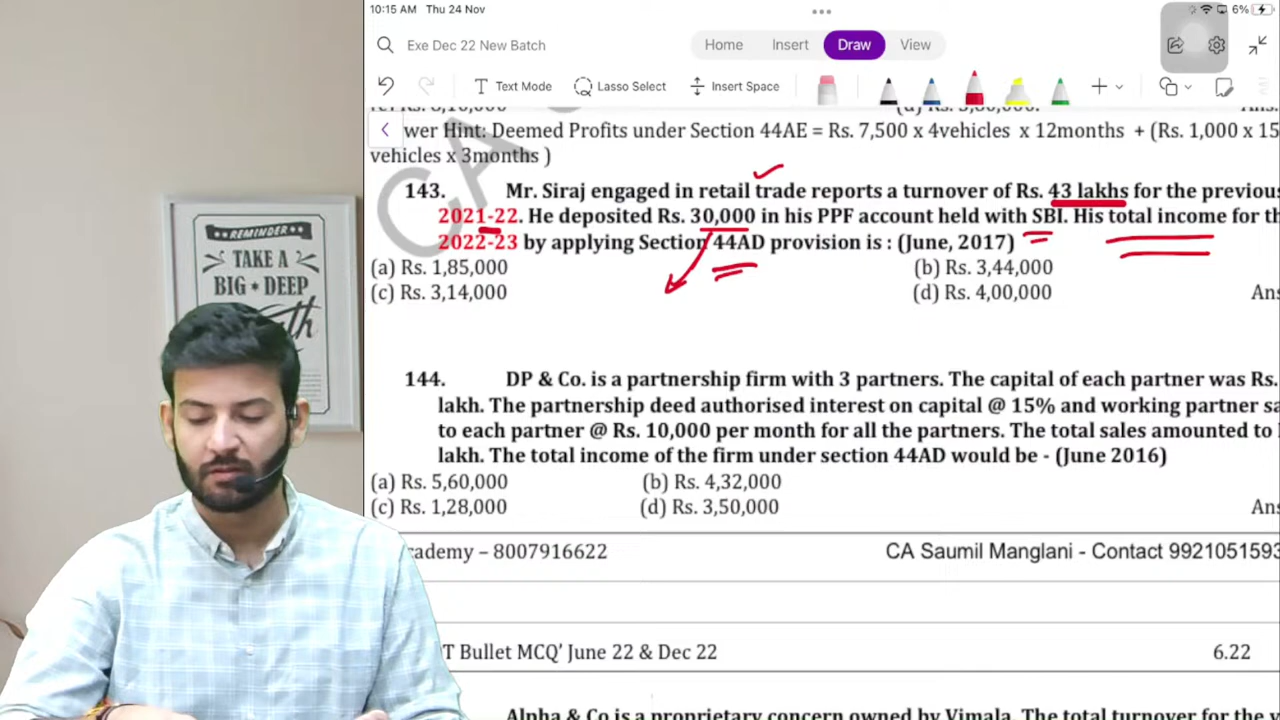 10:15 AM Thu 24 Nov
6%
Exe Dec 22 New Batch
Home Insert Draw View
Text Mode Lasso Select Insert Space
wer Hint: Deemed Profits under Section 44AE = Rs. 7,500 x 4vehicles x 12months + (Rs. 1,000 x 15
vehicles x 3months )
143. Mr. Siraj engaged in retail trade reports a turnover of Rs. 43 lakhs for the previou
2021-22. He deposited Rs. 30,000 in his PPF account held with SBI. His total income for th
2022-23 by applying Section 44AD provision is : (June, 2017)
(a) Rs. 1,85,000 (b) Rs. 3,44,000
(c) Rs. 3,14,000 (d) Rs. 4,00,000 An
144. DP & Co. is a partnership firm with 3 partners. The capital of each partner was Rs.
lakh. The partnership deed authorised interest on capital @ 15% and working partner sa
to each partner @ Rs. 10,000 per month for all the partners. The total sales amounted to
lakh. The total income of the firm under section 44AD would be - (June 2016)
(a) Rs. 5,60,000 (b) Rs. 4,32,000
(c) Rs. 1,28,000 (d) Rs. 3,50,000 An
cademy – 8007916622 CA Saumil Manglani - Contact 9921051593
T Bullet MCQ' June 22 & Dec 22 6.22
Alpha & Co is a proprietary concern owned by Vimala. The total turnover for the
REMINDER
TAKE A
BIG DEEP
CA